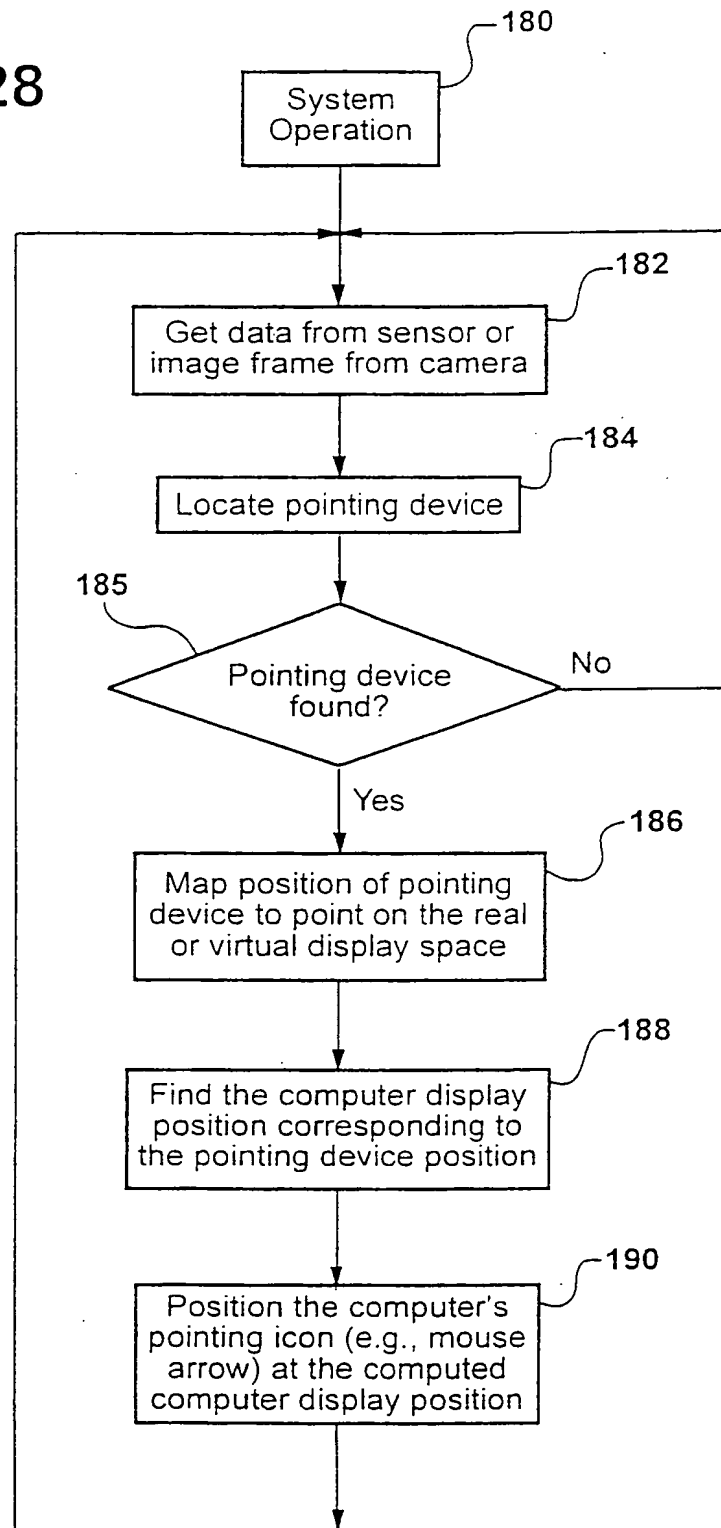 28
180
System
Operation
182
Get data from sensor or
image frame from camera
184
Locate pointing device
185
Pointing device
found?
No
Yes
186
Map position of pointing
device to point on the real
or virtual display space
188
Find the computer display
position corresponding to
the pointing device position
190
Position the computer's
pointing icon (e.g., mouse
arrow) at the computed
computer display position